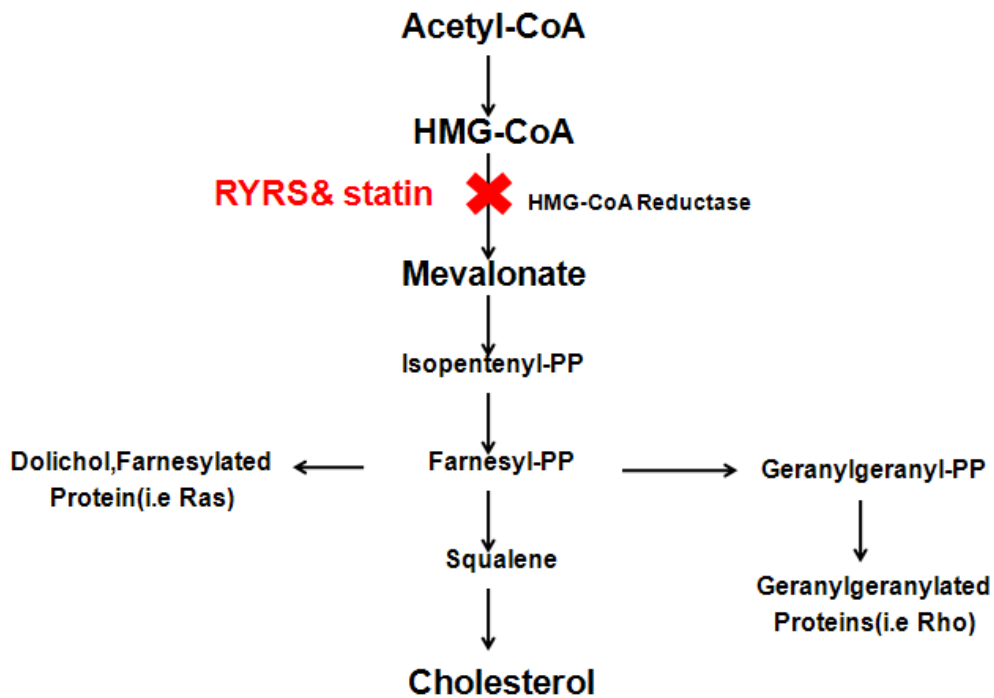 Acetyl-CoA
HMG-CoA
RYRS& statin
HMG-CoA Reductase
Mevalonate
Isopentenyl-PP
Dolichol,Farnesylated
Protein(i.e Ras)
Farnesyl-PP
Geranylgeranyl-PP
Squalene
Geranylgeranylated
Proteins(i.e Rho)
Cholesterol